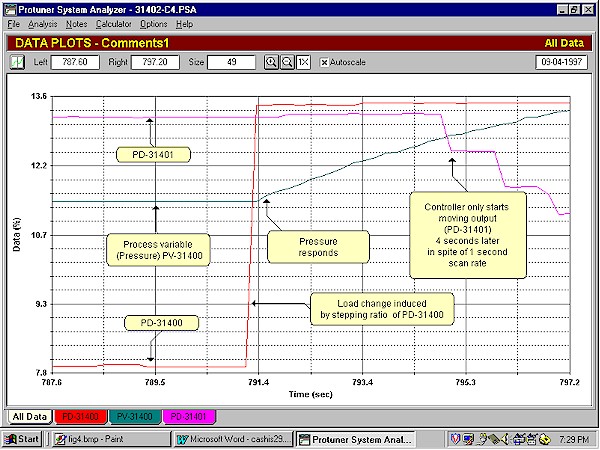 Protuner System Analyzer - 31402-C4.PSA
File Analysis Notes Calculator Options Help
DATA PLOTS - Comments1 All Data
Left 787.60 Right 797.20 Size 49 1X Autoscale 09-04-1997
13.6
12.2
10.7
9.3
7.8
Data (%)
PD-31401
Process variable
(Pressure) PV-31400
PD-31400
Pressure
responds
Load change induced
by stepping ratio of PD-31400
Controller only starts
moving output
(PD-31401)
4 seconds later
in spite of 1 second
scan rate
787.6 789.5 791.4 793.4 795.3 797.2
Time (sec)
All Data PD-31400 PV-31400 PD-31401
Start fig4.bmp - Paint Microsoft Word - cashis29.... Protuner System Anal... 7:29 PM